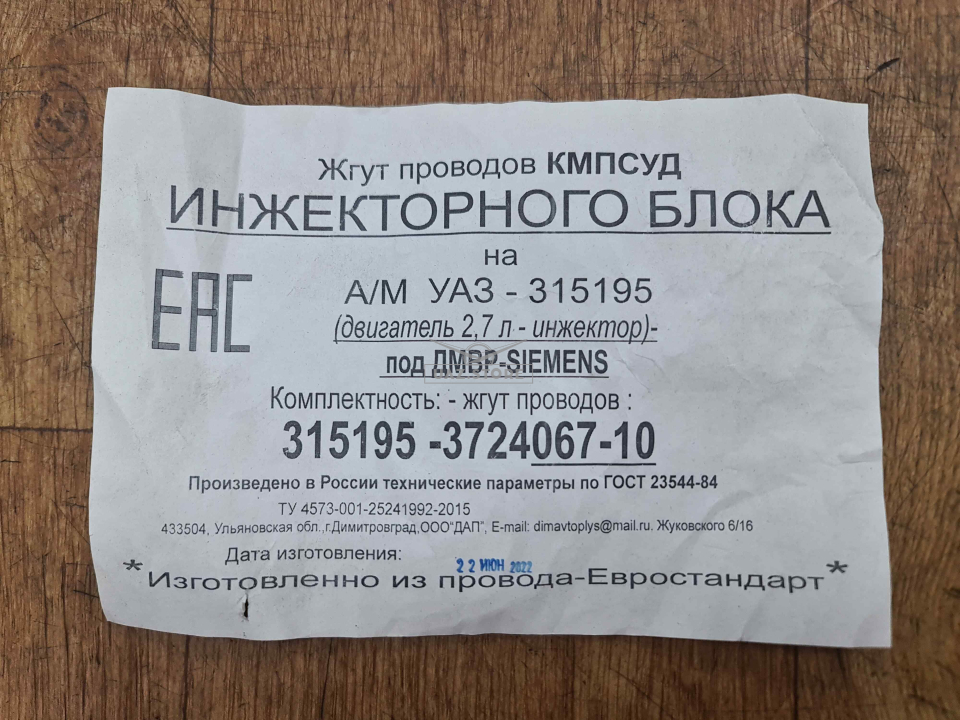 Жгут проводов КМПСУД
ИНЖЕКТОРНОГО БЛОКА
на
ЕАС
А/М УАЗ - 315195
(двигатель 2,7 л - инжектор)-
под ДМВР-SIEMENS
Комплектность: - жгут проводов :
315195 -3724067-10
Произведено в России технические параметры по ГОСТ 23544-84
ТУ 4573-001-25241992-2015
433504, Ульяновская обл.,г.Димитровград,ООО"ДАП", E-mail: dimavtoplys@mail.ru. Жуковского 6/16
Дата изготовления: 22 ИЮН 2022
*Изготовленно из провода-Евростандарт*